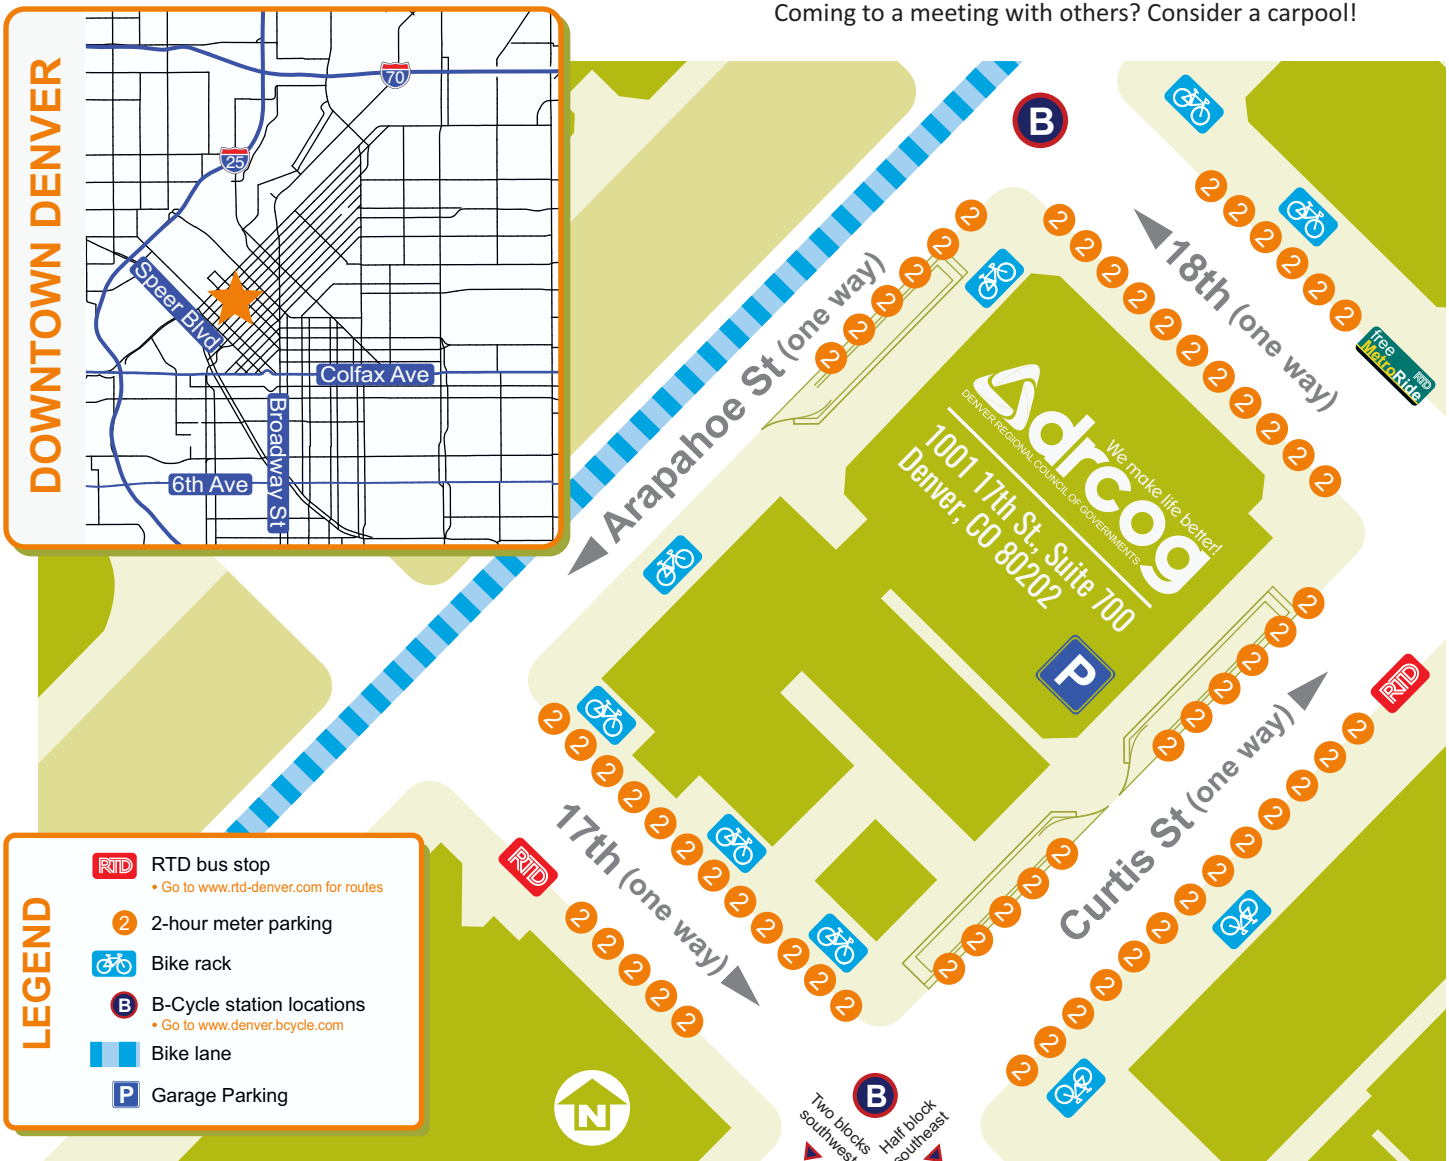 Coming to a meeting with others? Consider a carpool!
DOWNTOWN DENVER
70
25
Speer Blvd
Colfax Ave
Broadway St
6th Ave
B
18th (one way)
free
MetroRide
RTD
Arapahoe St (one way)
drcog
We make life better!
DENVER REGIONAL COUNCIL OF GOVERNMENTS
1001 17th St., Suite 700
Denver, CO 80202
P
RTD
Curtis St (one way)
17th (one way)
RTD
LEGEND
RTD RTD bus stop
• Go to www.rtd-denver.com for routes
2 2-hour meter parking
Bike rack
B B-Cycle station locations
• Go to www.denver.bcycle.com
Bike lane
P Garage Parking
N
B
Two blocks
southwest
Half block
southeast